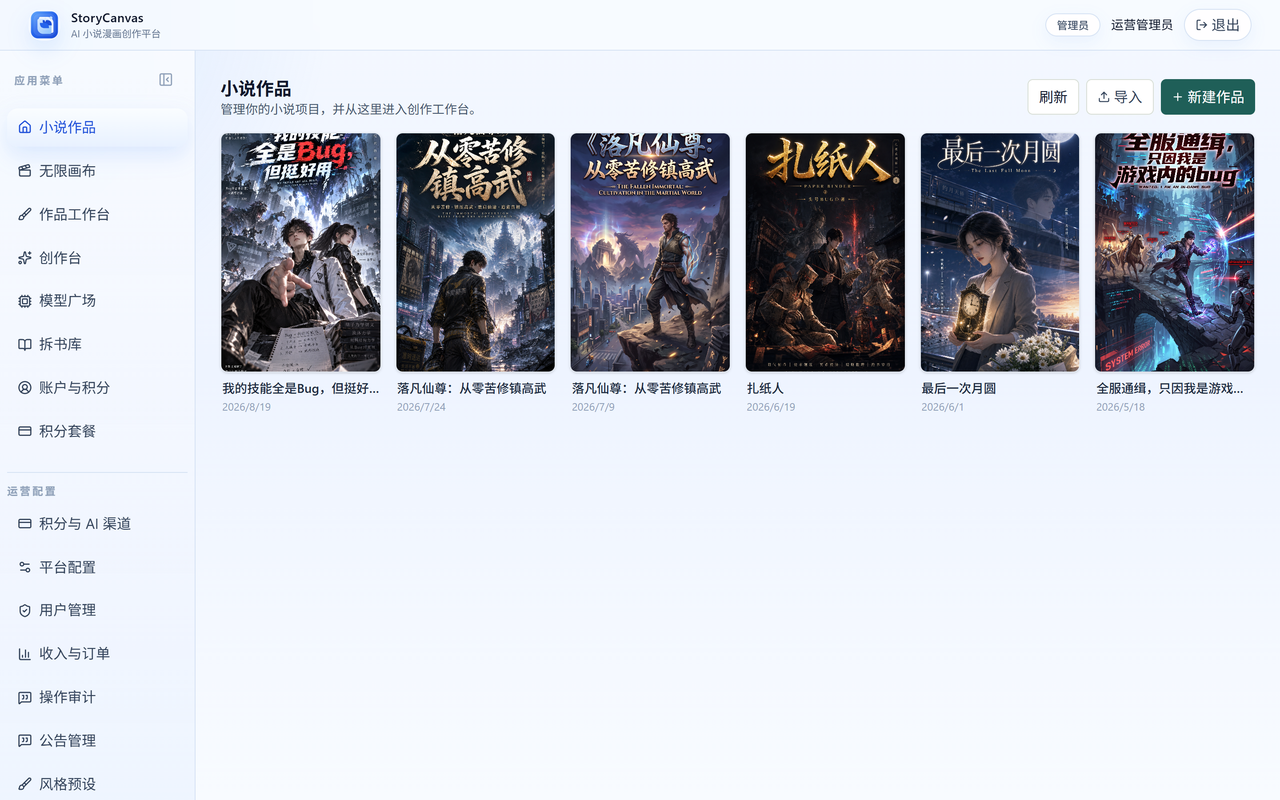 StoryCanvas
AI 小说漫画创作平台
管理员
运营管理员
退出
应用菜单
小说作品
无限画布
作品工作台
创作台
模型广场
拆书库
账户与积分
积分套餐
运营配置
积分与 AI 渠道
平台配置
用户管理
收入与订单
操作审计
公告管理
风格预设
小说作品
管理你的小说项目，并从这里进入创作工作台。
刷新
导入
+ 新建作品
我的技能
全是Bug,
但挺好用
我的技能全是Bug，但挺好...
2026/8/19
从零苦修
镇高武
落凡仙尊：从零苦修镇高武
2026/7/24
《落凡仙尊:
从零苦修镇高武
THE FALLEN IMMORTAL:
CULTIVATION IN THE MARTIAL WORLD
落凡仙尊：从零苦修镇高武
2026/7/9
扎纸人
PAPER BINDER
扎纸人
2026/6/19
最后一次月圆
The Last Full Moon
最后一次月圆
2026/6/1
全服通缉,
只因我是
游戏内的bug
SYSTEM ERROR
全服通缉，只因我是游戏...
2026/5/18